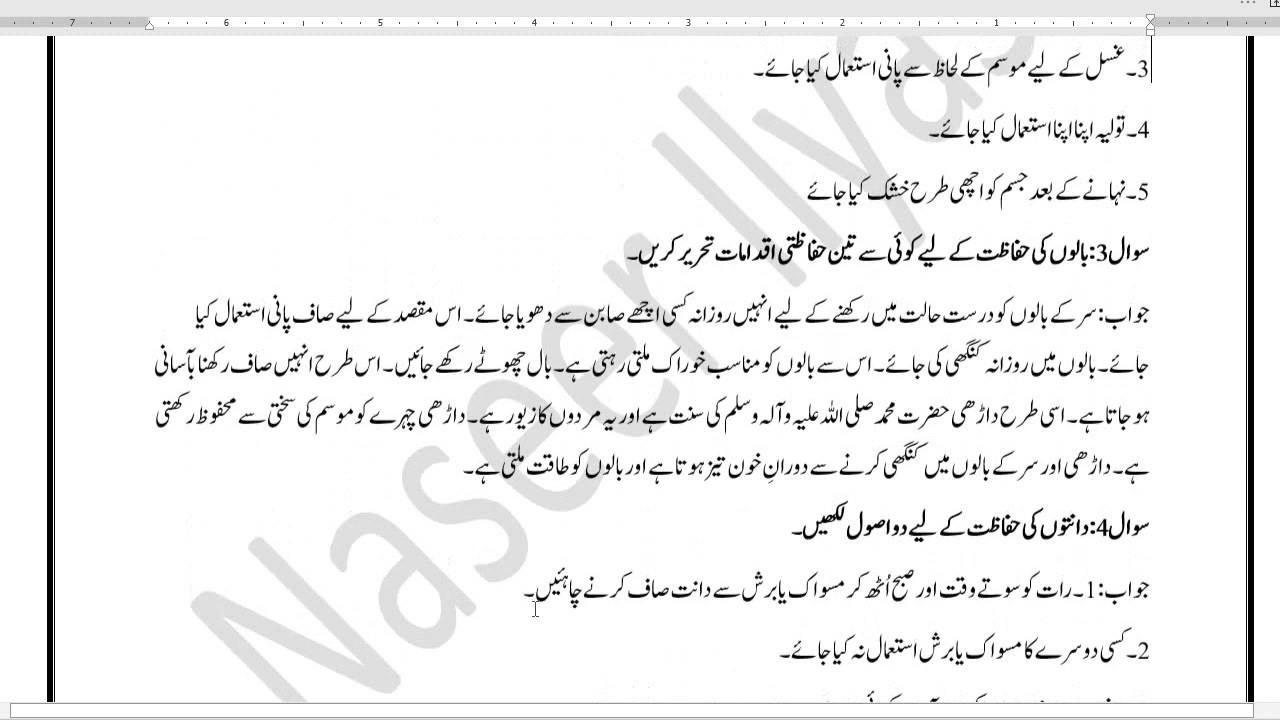 7 6 5 4 3 2 1
3۔ غسل کے لیے موسم کے لحاظ سے پانی استعمال کیا جائے۔
4۔ تولیہ اپنا اپنا استعمال کیا جائے۔
5۔ نہانے کے بعد جسم کو اچھی طرح خشک کیا جائے
سوال3: بالوں کی حفاظت کے لیے کوئی سے تین حفاظتی اقدامات تحریر کریں۔
جواب: سر کے بالوں کو درست حالت میں رکھنے کے لیے انہیں روزانہ کسی اچھے صابن سے دھویا جائے۔ اس مقصد کے لیے صاف پانی استعمال کیا
جائے۔ بالوں میں روزانہ کنگھی کی جائے۔ اس سے بالوں کو مناسب خوراک ملتی رہتی ہے۔ بال چھوٹے رکھے جائیں۔ اس طرح انہیں صاف رکھنا بآسانی
ہو جاتا ہے۔ اسی طرح داڑھی حضرت محمد صلی اللہ علیہ وآلہ وسلم کی سنت ہے اور یہ مردوں کا زیور ہے۔ داڑھی چہرے کو موسم کی سختی سے محفوظ رکھتی
ہے۔ داڑھی اور سر کے بالوں میں کنگھی کرنے سے دورانِ خون تیز ہوتا ہے اور بالوں کو طاقت ملتی ہے۔
سوال4: دانتوں کی حفاظت کے لیے دو اصول لکھیں۔
جواب: 1۔ رات کو سوتے وقت اور صبح اُٹھ کر مسواک یا برش سے دانت صاف کرنے چاہئیں۔
2۔ کسی دوسرے کا مسواک یا برش استعمال نہ کیا جائے۔
Naseer Ilyas